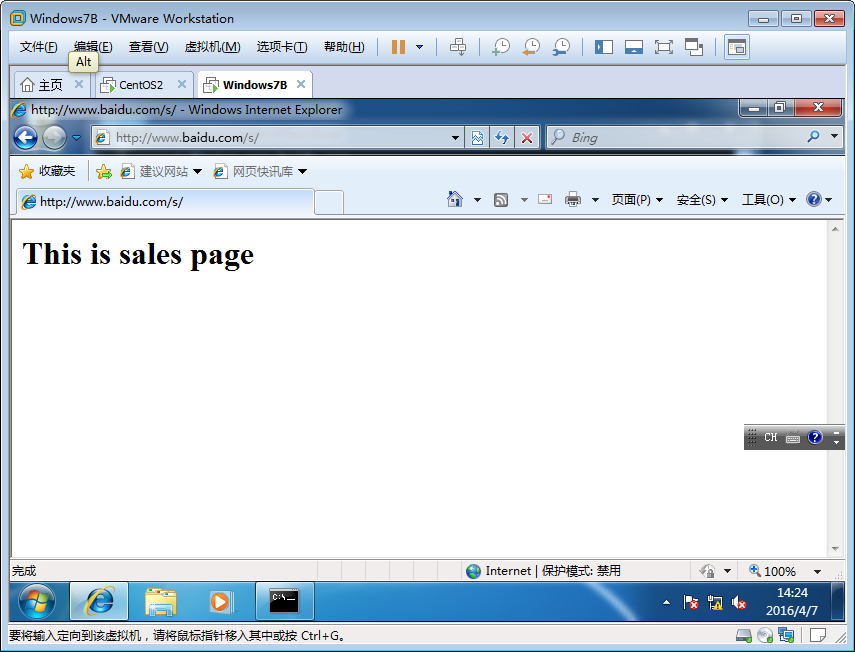 Windows7B - VMware Workstation
文件(F) 编辑(E) 查看(V) 虚拟机(M) 选项卡(T) 帮助(H)
Alt
主页 CentOS2 Windows7B
http://www.baidu.com/s/ - Windows Internet Explorer
http://www.baidu.com/s/ Bing
收藏夹 建议网站 网页快讯库
http://www.baidu.com/s/ 页面(P) 安全(S) 工具(O)
This is sales page
CH
完成 Internet | 保护模式: 禁用 100%
C:\_
14:24
2016/4/7
要将输入定向到该虚拟机，请将鼠标指针移入其中或按 Ctrl+G。